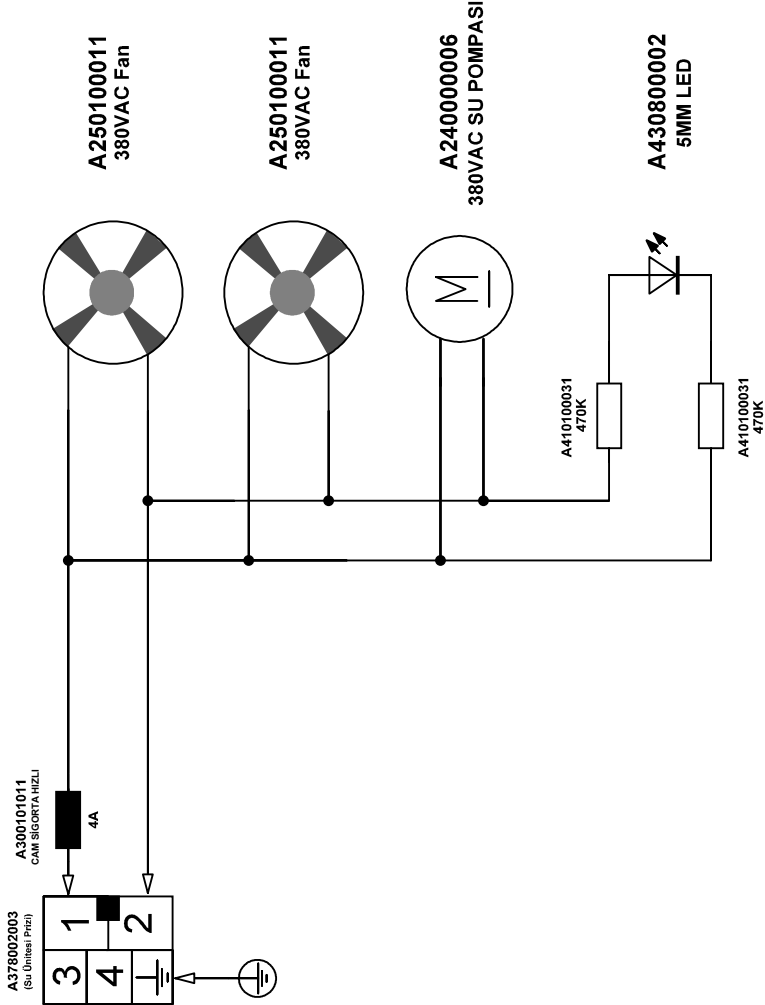 A250100011
380VAC Fan
A250100011
380VAC Fan
A240000006
380VAC SU POMPASI
A430800002
5MM LED
M
A410100031
470K
A410100031
470K
A300101011
CAM SİGORTA HIZLI
4A
A378002003
(Su Ünitesi Prizi)
1
2
3
4